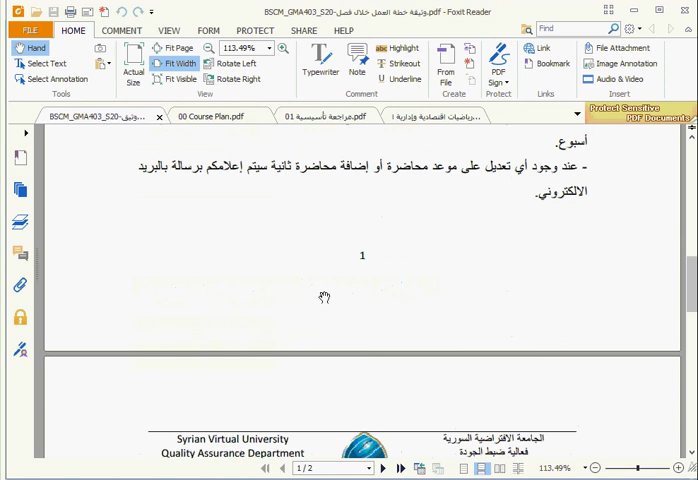 BSCM_GMA403_S20-وثيقة خطة العمل خلال فصل.pdf - Foxit Reader
FILE HOME COMMENT VIEW FORM PROTECT SHARE HELP
Find
Hand
Select Text
Select Annotation
Tools
Actual Size
Fit Page
Fit Width
Fit Visible
113.49%
Rotate Left
Rotate Right
View
Typewriter
Note
Highlight
Strikeout
Underline
Comment
From File
Create
PDF Sign
Protect
Link
Bookmark
Links
File Attachment
Image Annotation
Audio & Video
Insert
BSCM_GMA403_S20-وثيق...
00 Course Plan.pdf
01 مراجعة تأسيسية.pdf
رياضيات اقتصادية وإدارية ا...
Protect Sensitive
PDF Documents
أسبوع.
- عند وجود أي تعديل على موعد محاضرة أو إضافة محاضرة ثانية سيتم إعلامكم برسالة بالبريد
الالكتروني.
1
Syrian Virtual University
Quality Assurance Department
الجامعة الافتراضية السورية
فعالية ضبط الجودة
1 / 2
113.49%